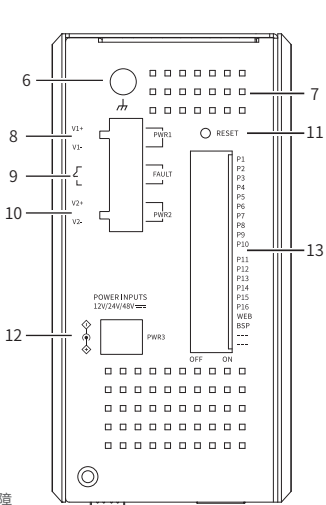 6
7
8
V1+
V1-
PWR1
RESET
11
9
FAULT
10
V2+
V2-
PWR2
P1
P2
P3
P4
P5
P6
P7
P8
P9
P10
P11
P12
P13
P14
P15
P16
WEB
BSP
---
---
13
OFF ON
POWER INPUTS
12V/24V/48V⎓
12
PWR3
障